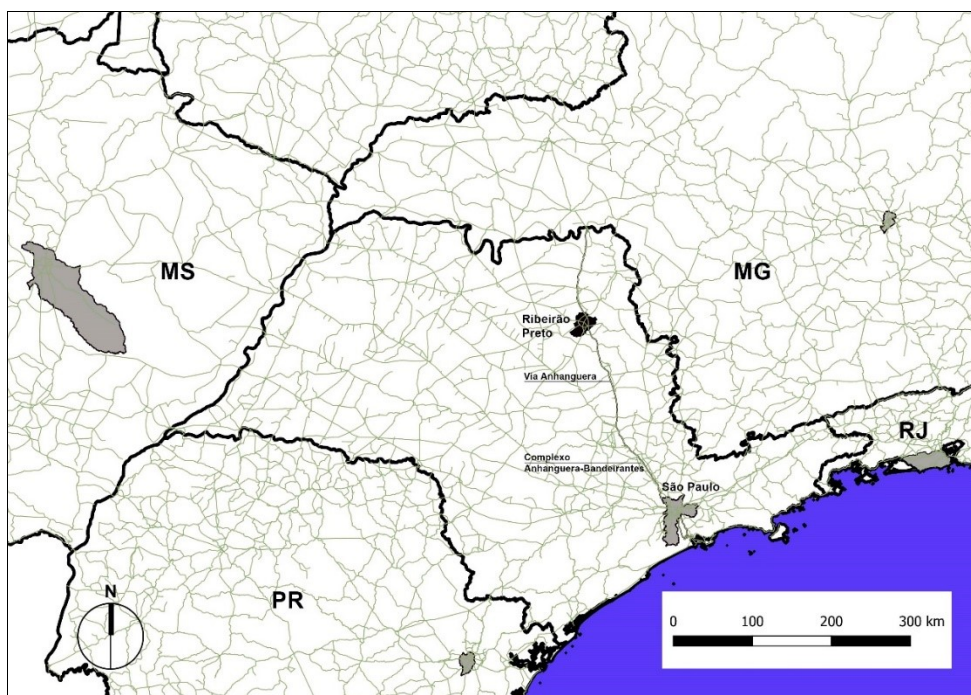 MS
MG
Ribeirão
Preto
Via Anhanguera
RJ
Complexo
Anhanguera-Bandeirantes
São Paulo
N
PR
0 100 200 300 km